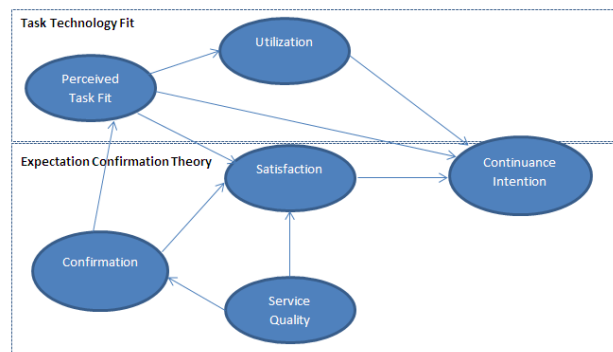 Task Technology Fit
Utilization
Perceived
Task Fit
Expectation Confirmation Theory
Satisfaction
Continuance
Intention
Confirmation
Service
Quality